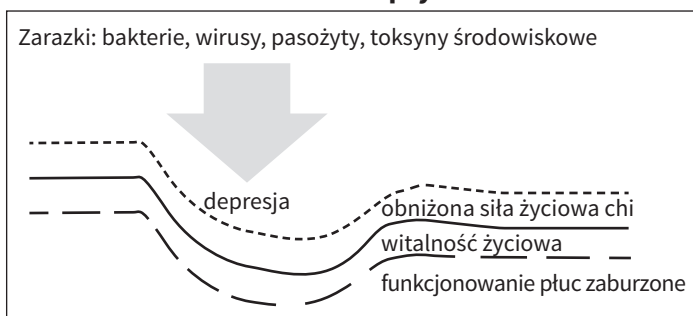 Zarazki: bakterie, wirusy, pasożyty, toksyny środowiskowe
depresja
obniżona siła życiowa chi
witalność życiowa
funkcjonowanie płuc zaburzone